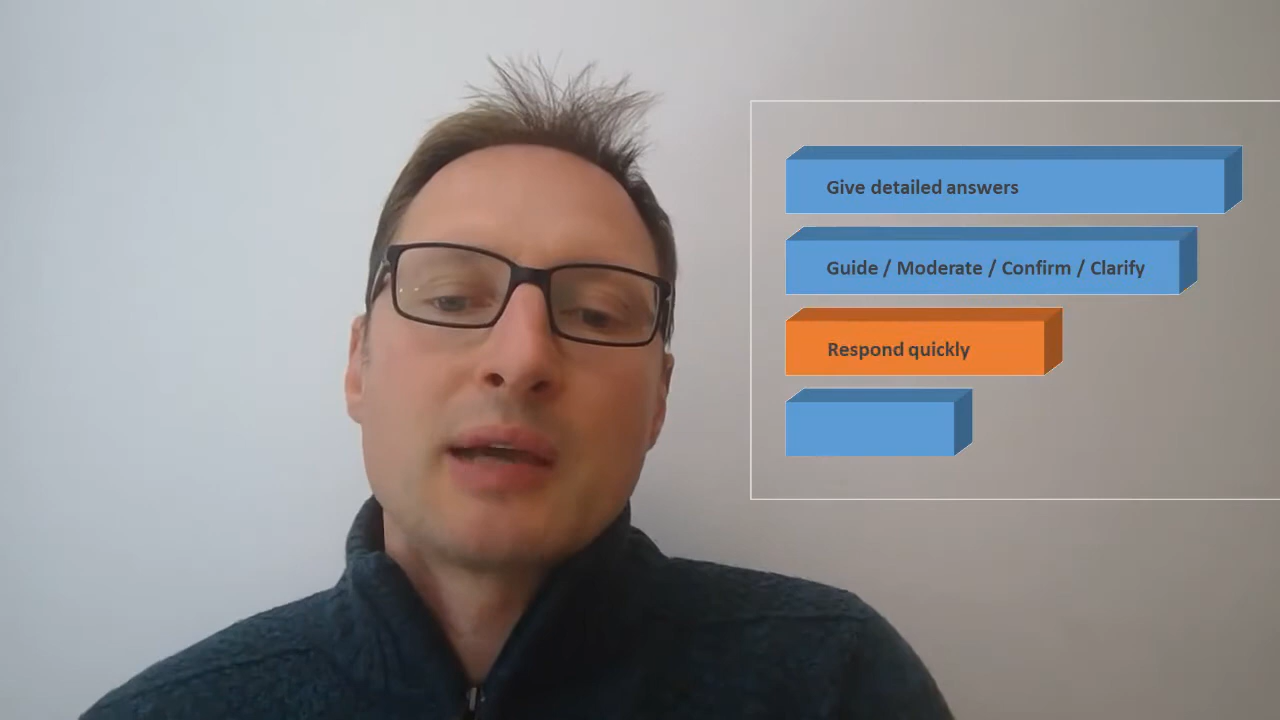 Give detailed answers
Guide / Moderate / Confirm / Clarify
Respond quickly